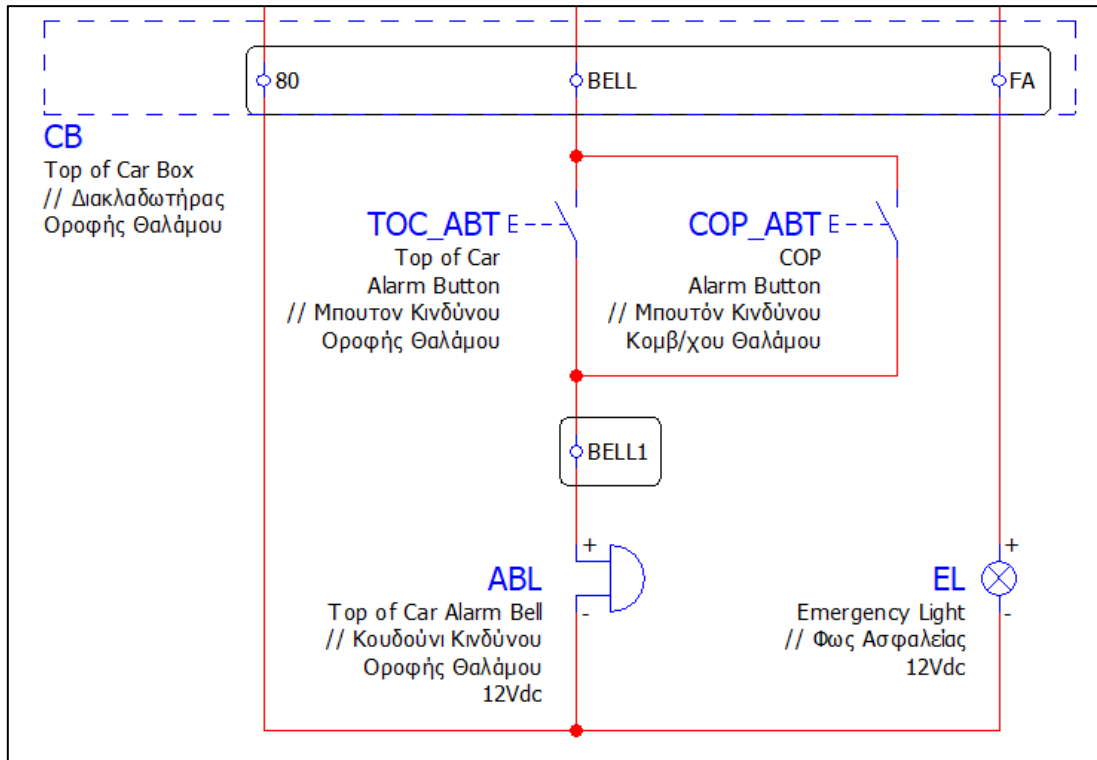 80
BELL
FA
CB
Top of Car Box
// Διακλαδωτήρας
Οροφής Θαλάμου
TOC_ABT
Top of Car
Alarm Button
// Μπουτον Κινδύνου
Οροφής Θαλάμου
COP_ABT
COP
Alarm Button
// Μπουτόν Κινδύνου
Κομβ/χου Θαλάμου
BELL1
+
ABL
-
Top of Car Alarm Bell
// Κουδούνι Κινδύνου
Οροφής Θαλάμου
12Vdc
+
EL
-
Emergency Light
// Φως Ασφαλείας
12Vdc